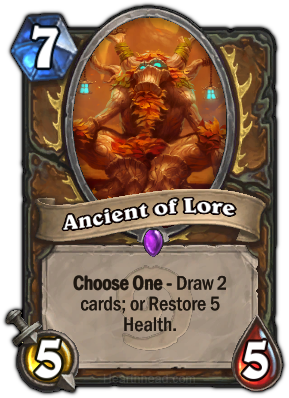 7
Ancient of Lore
Choose One - Draw 2
cards; or Restore 5
Health.
5
5